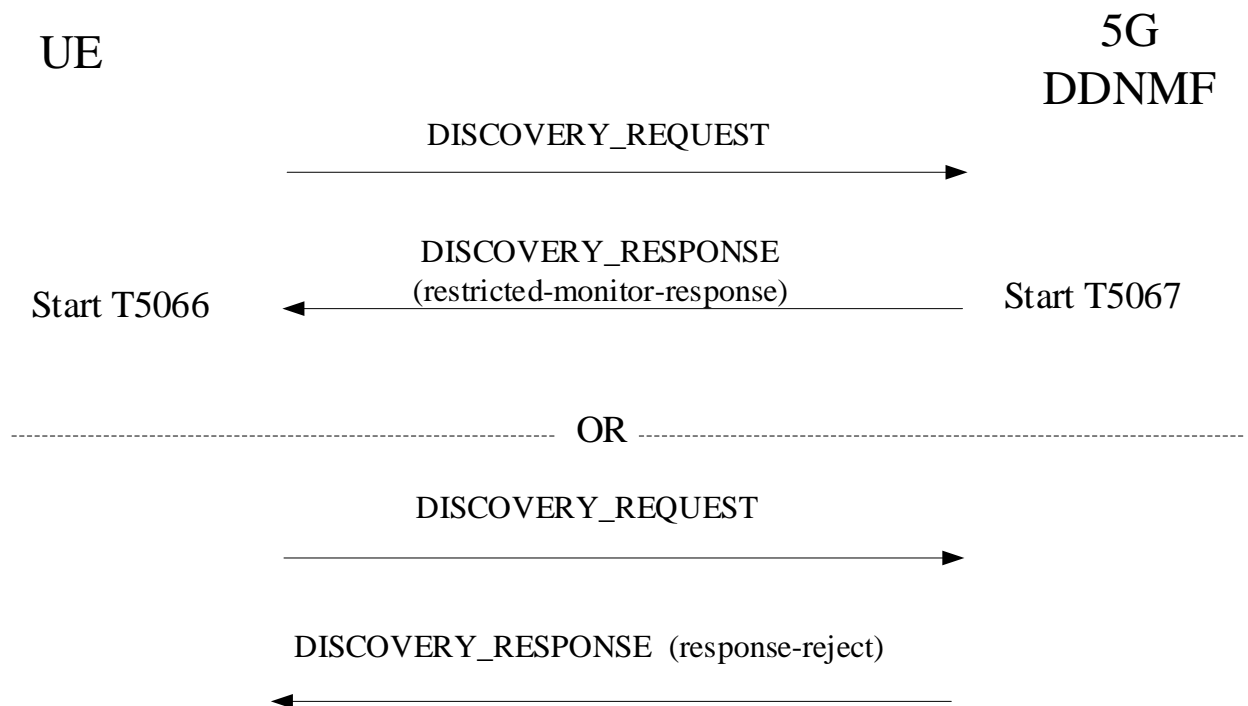 UE
5G
DDNMF
DISCOVERY_REQUEST
DISCOVERY_RESPONSE
(restricted-monitor-response)
Start T5066
Start T5067
OR
DISCOVERY_REQUEST
DISCOVERY_RESPONSE (response-reject)